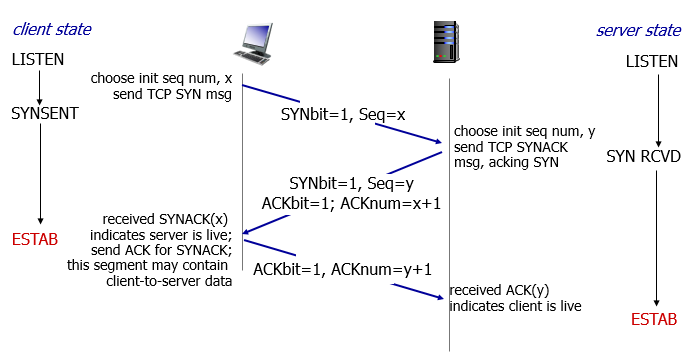 client state
server state
LISTEN
LISTEN
choose init seq num, x
send TCP SYN msg
SYNSENT
SYNbit=1, Seq=x
choose init seq num, y
send TCP SYNACK
msg, acking SYN
SYN RCVD
SYNbit=1, Seq=y
ACKbit=1; ACKnum=x+1
received SYNACK(x)
indicates server is live;
send ACK for SYNACK;
this segment may contain
client-to-server data
ESTAB
ACKbit=1, ACKnum=y+1
received ACK(y)
indicates client is live
ESTAB